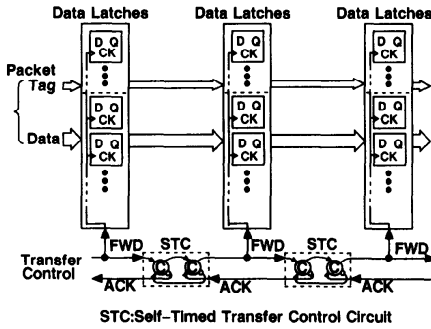 Data Latches Data Latches Data Latches
D Q D Q D Q
CK CK CK
Packet
Tag
D Q D Q D Q
CK CK CK
Data
D Q D Q D Q
CK CK CK
FWD STC FWD STC FWD
Transfer
Control
C C C C
ACK ACK ACK
STC:Self-Timed Transfer Control Circuit